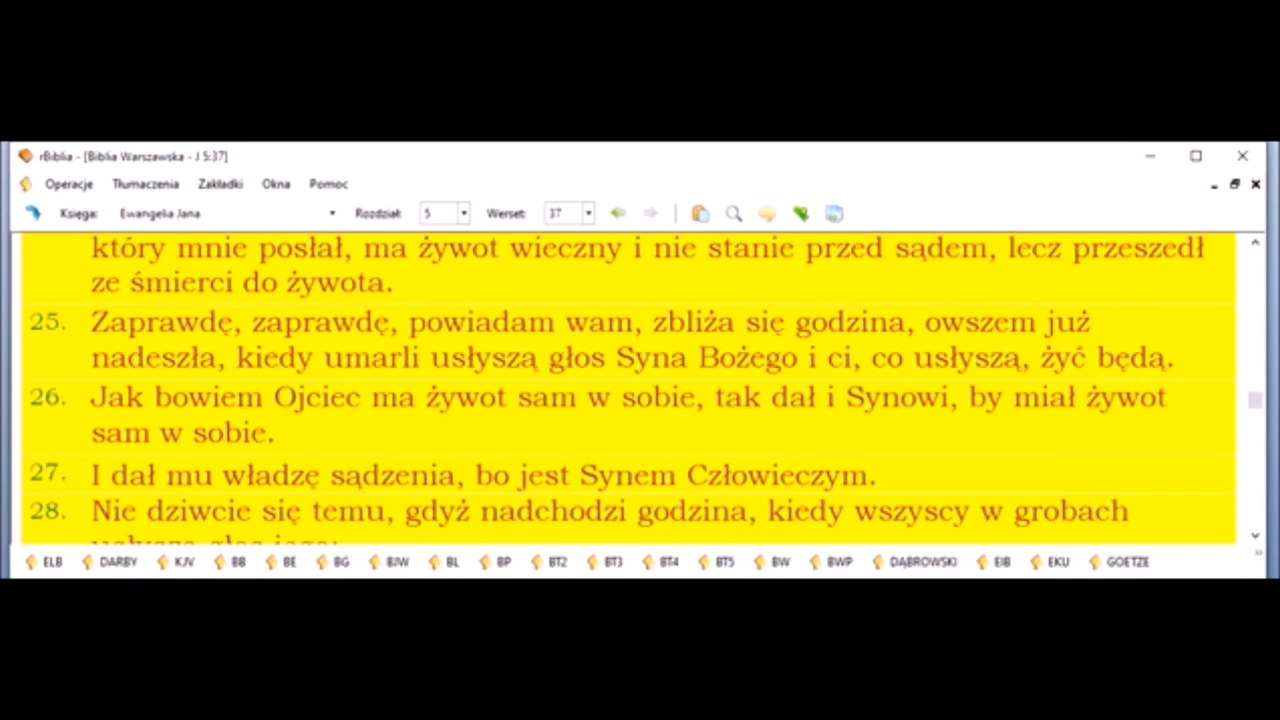 rBiblia - [Biblia Warszawska - J 5:37]
Operacje Tłumaczenia Zakładki Okna Pomoc
Księga: Ewangelia Jana Rozdział: 5 Werset: 37
który mnie posłał, ma żywot wieczny i nie stanie przed sądem, lecz przeszedł
ze śmierci do żywota.
25. Zaprawdę, zaprawdę, powiadam wam, zbliża się godzina, owszem już
nadeszła, kiedy umarli usłyszą głos Syna Bożego i ci, co usłyszą, żyć będą.
26. Jak bowiem Ojciec ma żywot sam w sobie, tak dał i Synowi, by miał żywot
sam w sobie.
27. I dał mu władzę sądzenia, bo jest Synem Człowieczym.
28. Nie dziwcie się temu, gdyż nadchodzi godzina, kiedy wszyscy w grobach
usłyszą głos jego;
ELB DARBY KJV BB BE BG BJW BL BP BT2 BT3 BT4 BT5 BW BWP DĄBROWSKI EIB EKU GOETZE